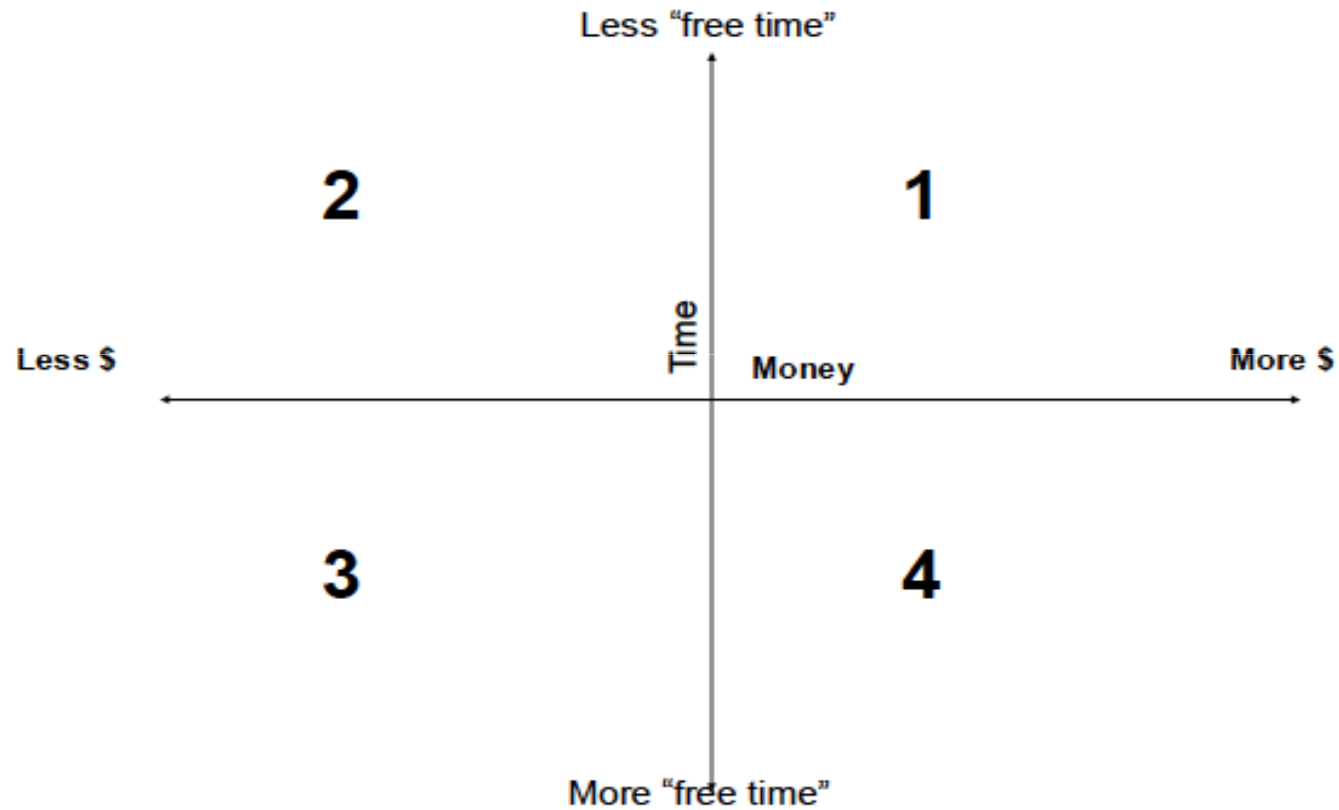 Less “free time”
2
1
Time
Less $
Money
More $
3
4
More “free time”